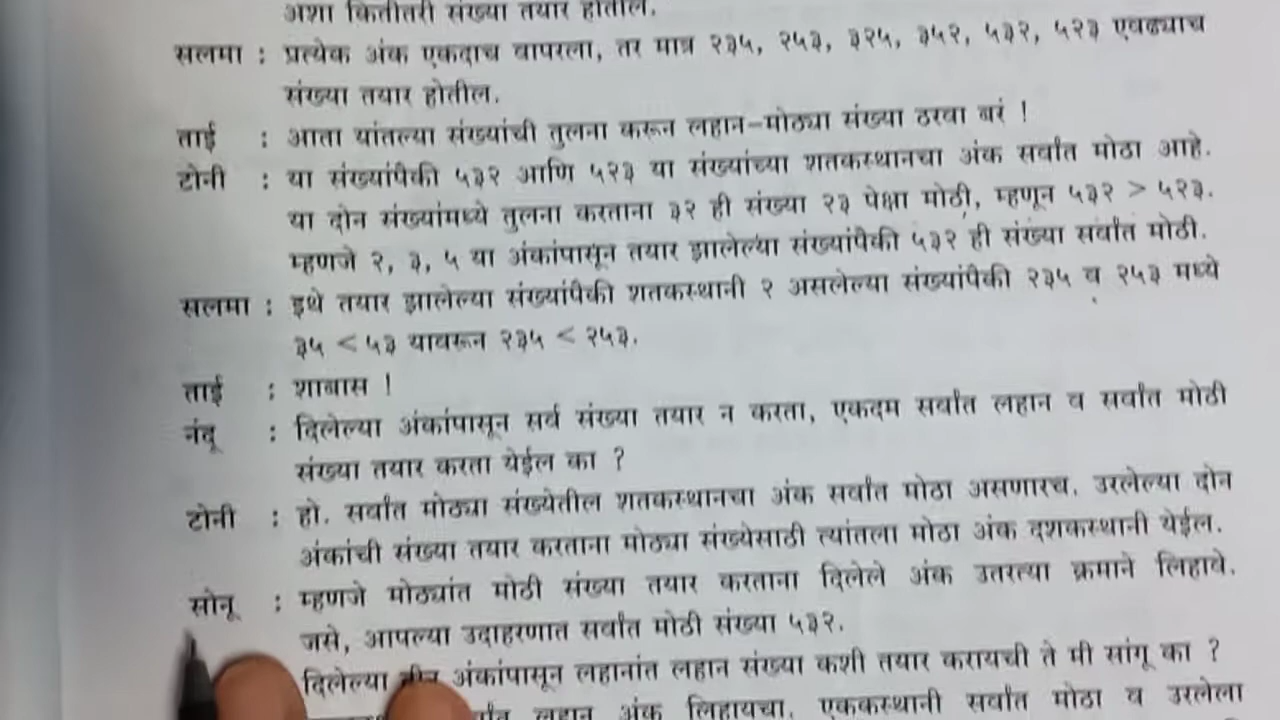 अशा कितीतरी संख्या तयार होतील.
सलमा : प्रत्येक अंक एकदाच वापरला, तर मात्र २३५, २५३, ३२५, ३५२, ५३२, ५२३ एवढ्याच
संख्या तयार होतील.
ताई : आता यांतल्या संख्यांची तुलना करून लहान-मोठ्या संख्या ठरवा बरं !
टोनी : या संख्यांपैकी ५३२ आणि ५२३ या संख्यांच्या शतकस्थानचा अंक सर्वांत मोठा आहे.
या दोन संख्यांमध्ये तुलना करताना ३२ ही संख्या २३ पेक्षा मोठी, म्हणून ५३२ > ५२३.
म्हणजे २, ३, ५ या अंकांपासून तयार झालेल्या संख्यांपैकी ५३२ ही संख्या सर्वांत मोठी.
सलमा : इथे तयार झालेल्या संख्यांपैकी शतकस्थानी २ असलेल्या संख्यांपैकी २३५ व २५३ मध्ये
३५ < ५३ यावरून २३५ < २५३.
ताई : शाबास !
नंदू : दिलेल्या अंकांपासून सर्व संख्या तयार न करता, एकदम सर्वांत लहान व सर्वांत मोठी
संख्या तयार करता येईल का ?
टोनी : हो. सर्वांत मोठ्या संख्येतील शतकस्थानचा अंक सर्वांत मोठा असणारच. उरलेल्या दोन
अंकांची संख्या तयार करताना मोठ्या संख्येसाठी त्यांतला मोठा अंक दशकस्थानी येईल.
सोनू : म्हणजे मोठ्यांत मोठी संख्या तयार करताना दिलेले अंक उतरत्या क्रमाने लिहावे.
जसे, आपल्या उदाहरणात सर्वांत मोठी संख्या ५३२.
दिलेल्या तीन अंकांपासून लहानांत लहान संख्या कशी तयार करायची ते मी सांगू का ?
लहान अंक लिहायचा. एककस्थानी सर्वांत मोठा व उरलेला